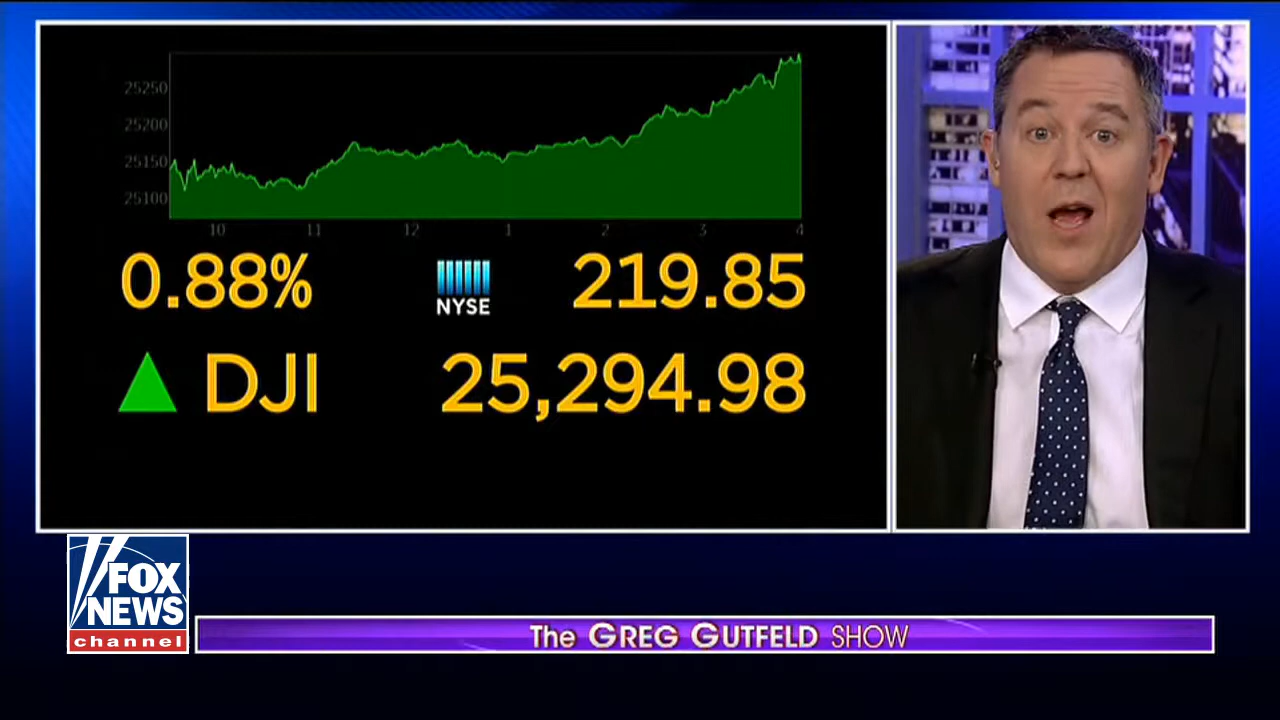 25250
25200
25150
25100
10 11 12 1 2 3 4
0.88% NYSE 219.85
DJI 25,294.98
FOX
NEWS
channel
The GREG GUTFELD SHOW